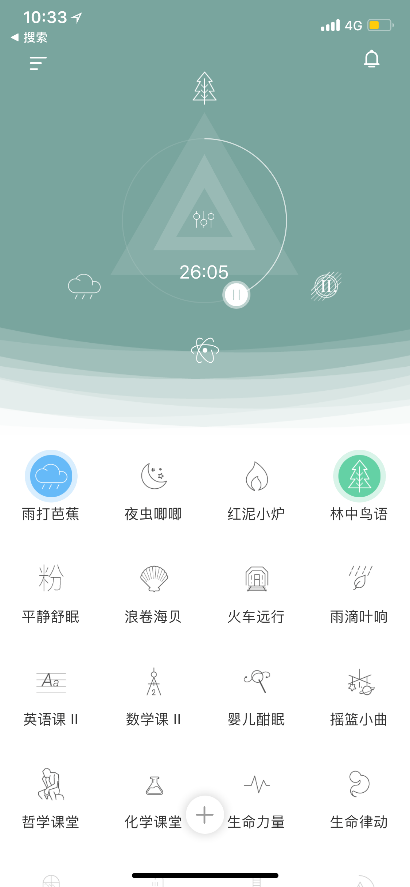 10:33
4G
搜索
26:05
雨打芭蕉 夜虫唧唧 红泥小炉 林中鸟语
粉
平静舒眠 浪卷海贝 火车远行 雨滴叶响
Aa
2
英语课 II 数学课 II 婴儿酣眠 摇篮小曲
哲学课堂 化学课堂 生命力量 生命律动